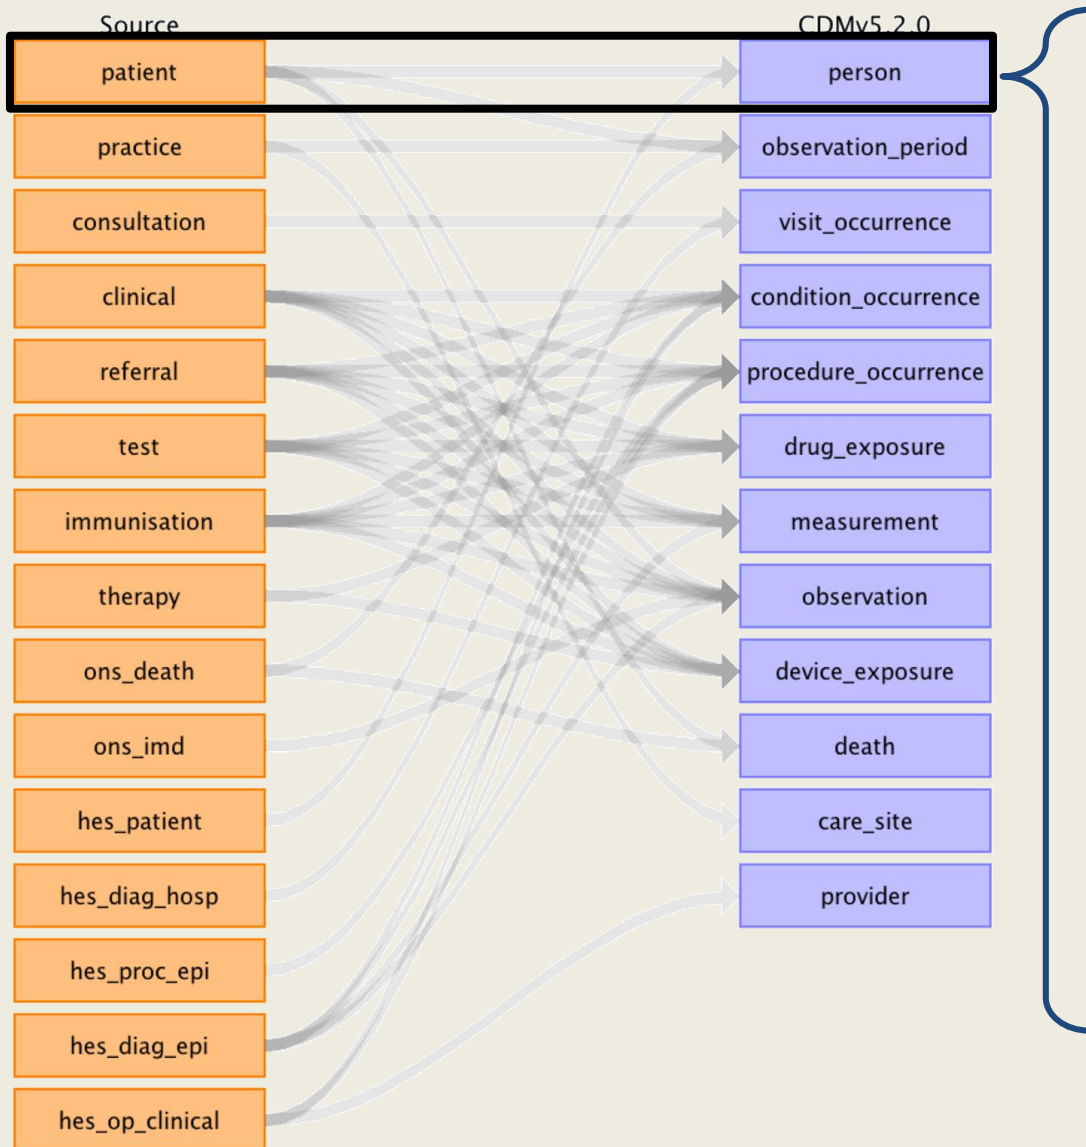 Source CDMv5.2.0
patient person
practice observation_period
consultation visit_occurrence
clinical condition_occurrence
referral procedure_occurrence
test drug_exposure
immunisation measurement
therapy observation
ons_death device_exposure
ons_imd death
hes_patient care_site
hes_diag_hosp provider
hes_proc_epi
hes_diag_epi
hes_op_clinical